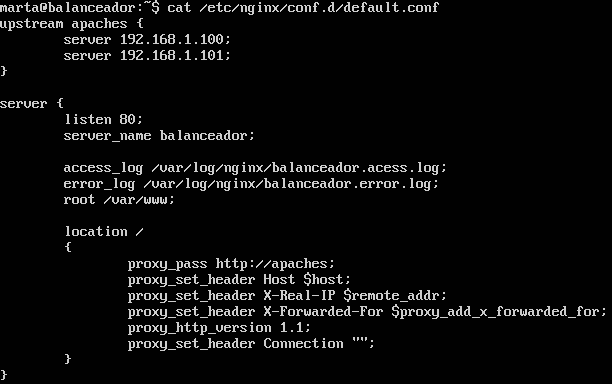 marta@balanceador:~$ cat /etc/nginx/conf.d/default.conf
upstream apaches {
        server 192.168.1.100;
        server 192.168.1.101;
}

server {
        listen 80;
        server_name balanceador;

        access_log /var/log/nginx/balanceador.acess.log;
        error_log /var/log/nginx/balanceador.error.log;
        root /var/www;

        location /
        {
                proxy_pass http://apaches;
                proxy_set_header Host $host;
                proxy_set_header X-Real-IP $remote_addr;
                proxy_set_header X-Forwarded-For $proxy_add_x_forwarded_for;
                proxy_http_version 1.1;
                proxy_set_header Connection "";
        }
}